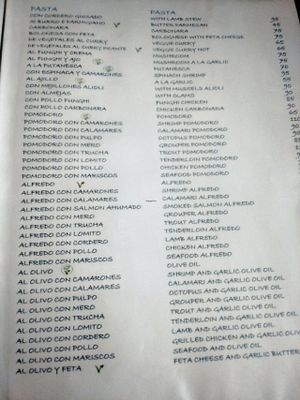 PASTA
CON CORDERO GUISADO
AL BURRO E PARMIGIANO
CARBONARA
BOLOGNESA CON FETA
DE VEGETALES AL CURRY
DE VEGETALES AL CURRY PICANTE
AL FUNGHI Y CREMA
AL FUNGHI Y AJO
A LA PUTANESCA
CON ESPINACA Y CAMARONES
AL AJILLO
CON MEJILLONES ALIOLI
CON ALMEJAS
CON POLLO FUNGHI
CON POLLO CARBONARA
POMODORO
POMODORO CON CAMARONES
POMODORO CON CALAMARES
POMODORO CON PULPO
POMODORO CON MERO
POMODORO CON TRUCHA
POMODORO CON LOMITO
POMODORO CON POLLO
POMODORO CON MARISCOS
ALFREDO
ALFREDO CON CAMARONES
ALFREDO CON CALAMARES
ALFREDO CON SALMON AHUMADO
ALFREDO CON MERO
ALFREDO CON TRUCHA
ALFREDO CON LOMITO
ALFREDO CON CORDERO
ALFREDO CON POLLO
ALFREDO CON MARISCOS
AL OLIVO
AL OLIVO CON CAMARONES
AL OLIVO CON CALAMARES
AL OLIVO CON PULPO
AL OLIVO CON MERO
AL OLIVO CON TRUCHA
AL OLIVO CON LOMITO
AL OLIVO CON CORDERO
AL OLIVO CON POLLO
AL OLIVO CON MARISCOS
AL OLIVO Y FETA
PASTA
WITH LAMB STEW
BUTTER PARMESAN
CARBONARA
BOLOGNESE WITH FETA
VEGGIE CURRY
VEGGIE CURRY HOT
MUSHROOM
MUSHROOM A LA GARLIC
PUTANESCA
SPINACH SHRIMP
A LA GARLIC
WITH MUSSELS ALIOLI
WITH CLAMS
FUNGHI CHICKEN
CHICKEN CARBONARA
POMODORO
SHRIMP POMODORO
CALAMARI POMODORO
OCTOPUS POMODORO
GROUPER POMODORO
TROUT POMODORO
TENDERLOIN POMODORO
CHICKEN POMODORO
SEAFOOD POMODORO
ALFREDO
SHRIMP ALFREDO
CALAMARI ALFREDO
SMOKED SALMON ALFREDO
GROUPER ALFREDO
TROUT ALFREDO
TENDERLOIN ALFREDO
LAMB ALFREDO
CHICKEN ALFREDO
SEAFOOD ALFREDO
OLIVE OIL
SHRIMP AND GARLIC OLIVE OIL
CALAMARI AND GARLIC OLIVE OIL
OCTOPUS AND GARLIC OLIVE OIL
GROUPER AND GARLIC OLIVE OIL
TROUT AND GARLIC OLIVE OIL
TENDERLOIN AND GARLIC OLIVE OIL
LAMB AND GARLIC OLIVE OIL
GRILLED CHICKEN AND GARLIC OLIVE OIL
SEAFOOD AND OLIVE OIL
FETA CHEESE AND GARLIC BUTTER